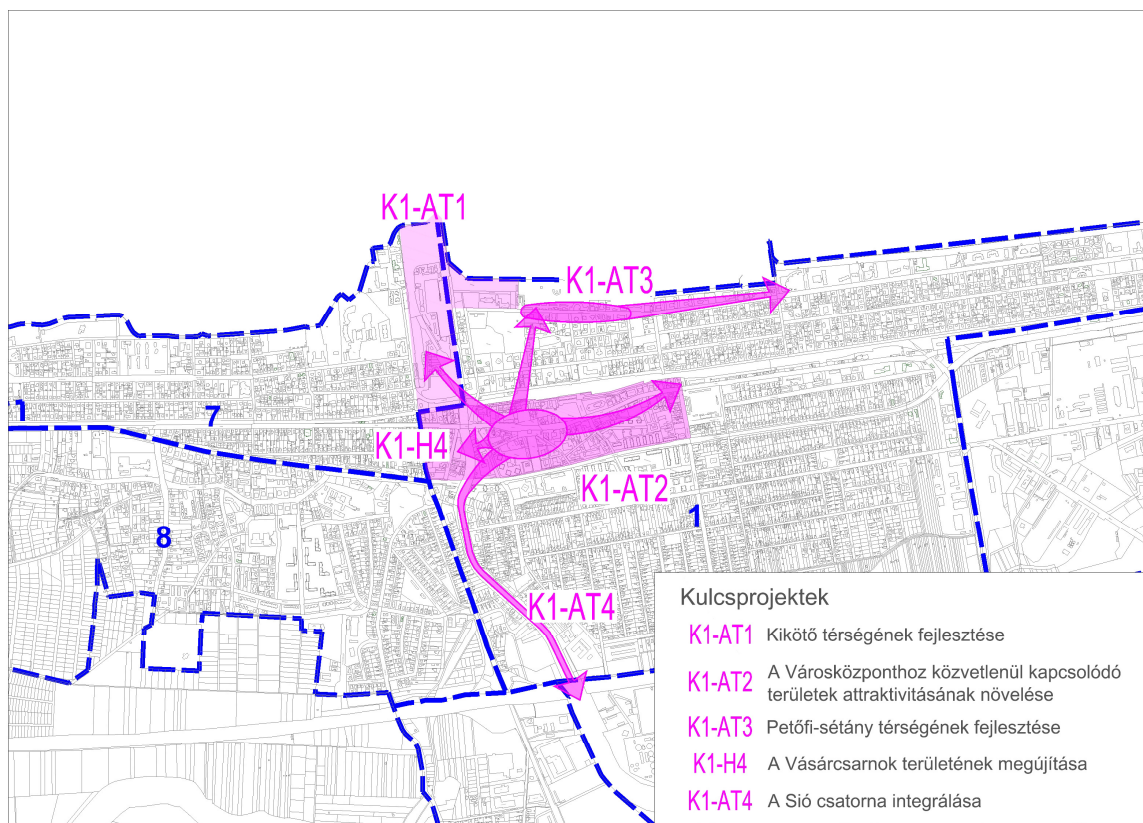 K1-AT1
K1-AT3
7
K1-H4
K1-AT2
1
8
K1-AT4
Kulcsprojektek
K1-AT1 Kikötő térségének fejlesztése
K1-AT2 A Városközponthoz közvetlenül kapcsolódó
területek attraktivitásának növelése
K1-AT3 Petőfi-sétány térségének fejlesztése
K1-H4 A Vásárcsarnok területének megújítása
K1-AT4 A Sió csatorna integrálása